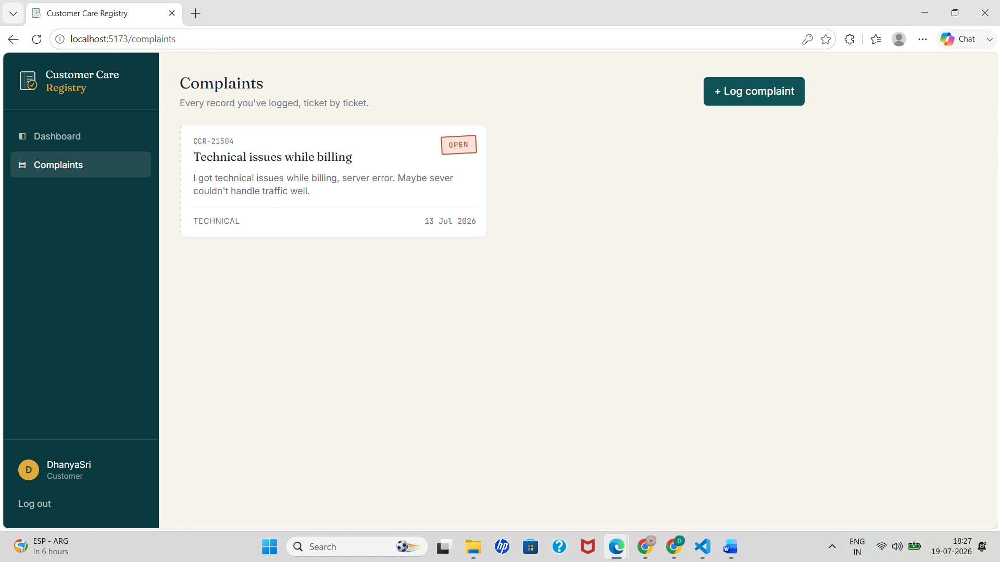 Customer Care Registry
localhost:5173/complaints
Chat
Customer Care
Registry
Dashboard
Complaints
DhanyaSri
D
Customer
Log out
Complaints
Every record you've logged, ticket by ticket.
+ Log complaint
CCR-21504
OPEN
Technical issues while billing
I got technical issues while billing, server error. Maybe sever
couldn't handle traffic well.
TECHNICAL
13 Jul 2026
ESP - ARG
In 6 hours
Search
hp
?
D
W
ENG
IN
18:27
19-07-2026